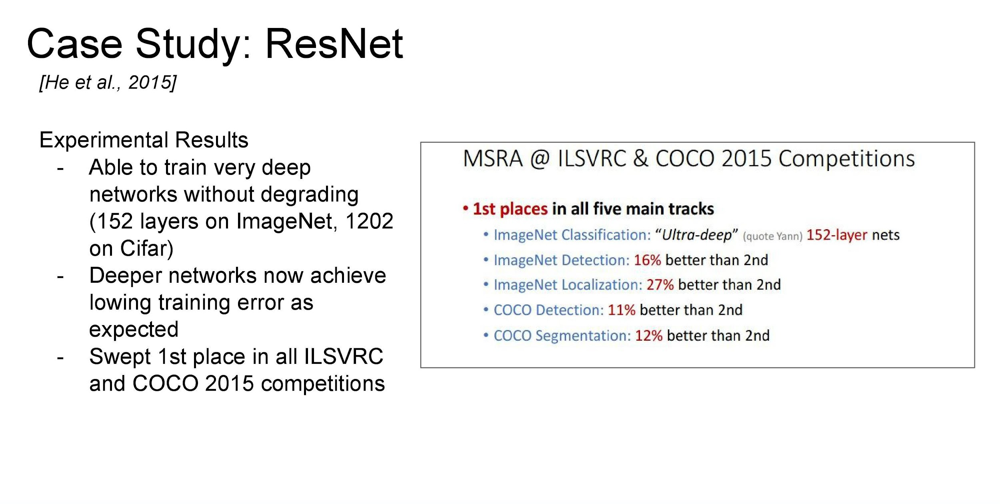 Case Study: ResNet
[He et al., 2015]
Experimental Results
- Able to train very deep
networks without degrading
(152 layers on ImageNet, 1202
on Cifar)
- Deeper networks now achieve
lowing training error as
expected
- Swept 1st place in all ILSVRC
and COCO 2015 competitions
MSRA @ ILSVRC & COCO 2015 Competitions
• 1st places in all five main tracks
• ImageNet Classification: “Ultra-deep” (quote Yann) 152-layer nets
• ImageNet Detection: 16% better than 2nd
• ImageNet Localization: 27% better than 2nd
• COCO Detection: 11% better than 2nd
• COCO Segmentation: 12% better than 2nd